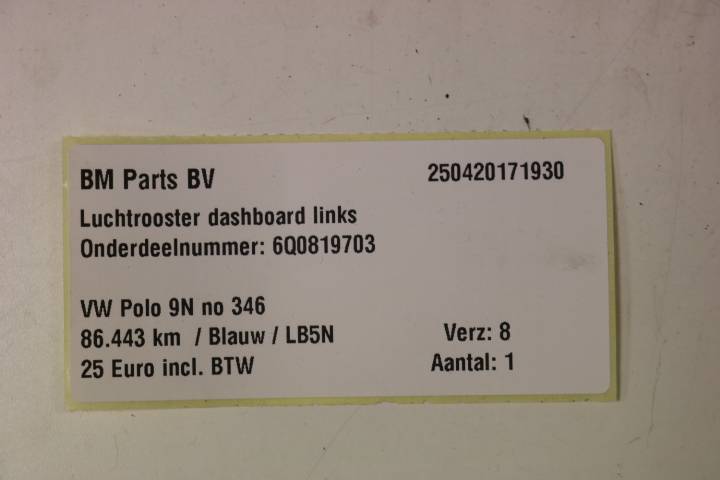 BM Parts BV 250420171930
Luchtrooster dashboard links
Onderdeelnummer: 6Q0819703
VW Polo 9N no 346
86.443 km / Blauw / LB5N Verz: 8
25 Euro incl. BTW Aantal: 1